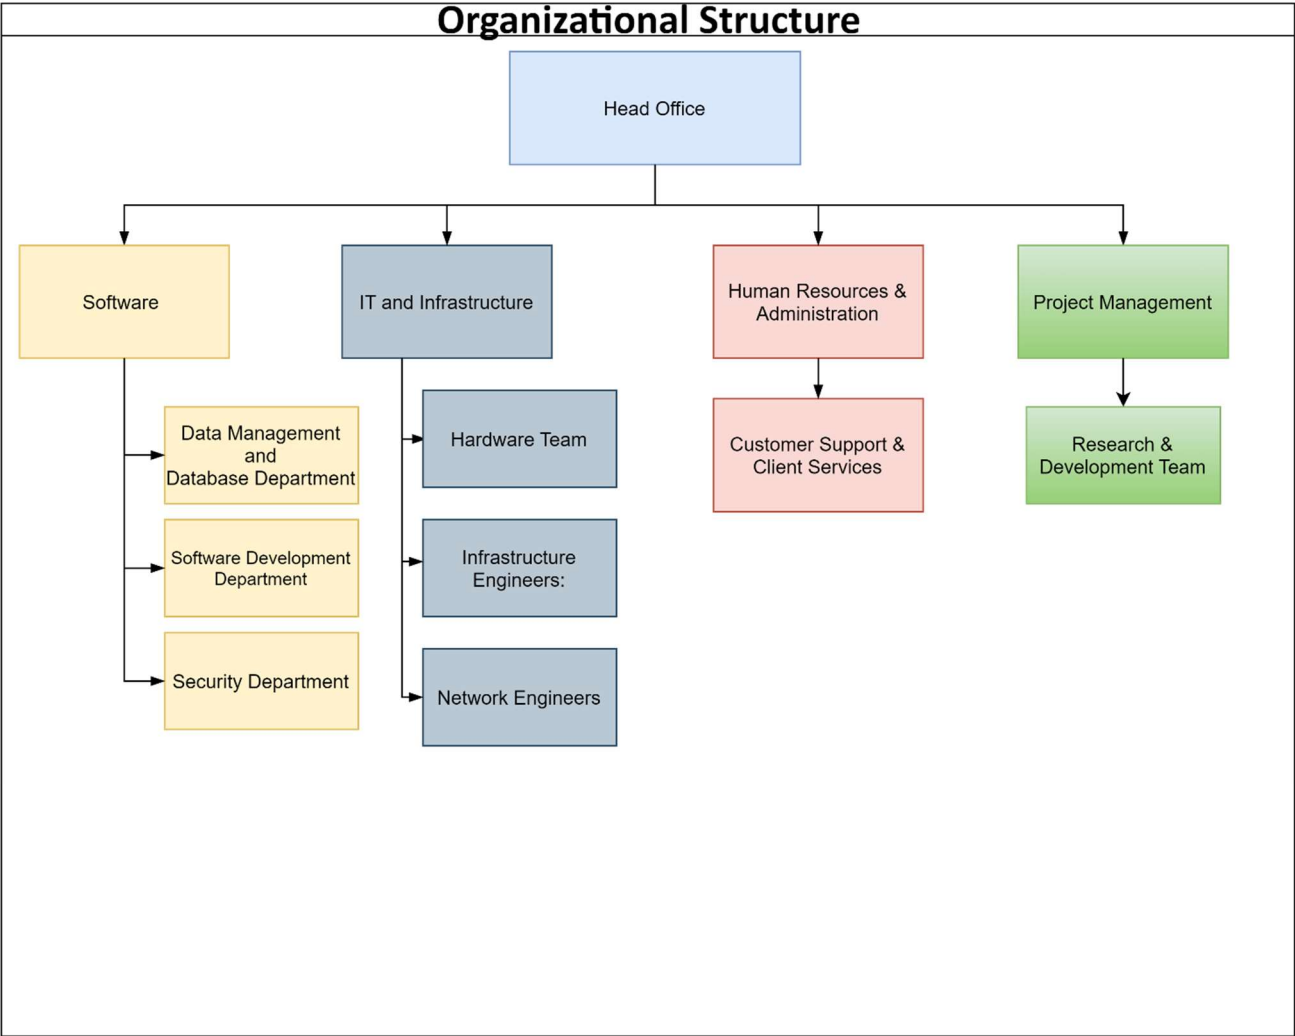 Organizational Structure
Head Office
Software
IT and Infrastructure
Human Resources &
Administration
Project Management
Data Management
and
Database Department
Software Development
Department
Security Department
Hardware Team
Infrastructure
Engineers:
Network Engineers
Customer Support &
Client Services
Research &
Development Team